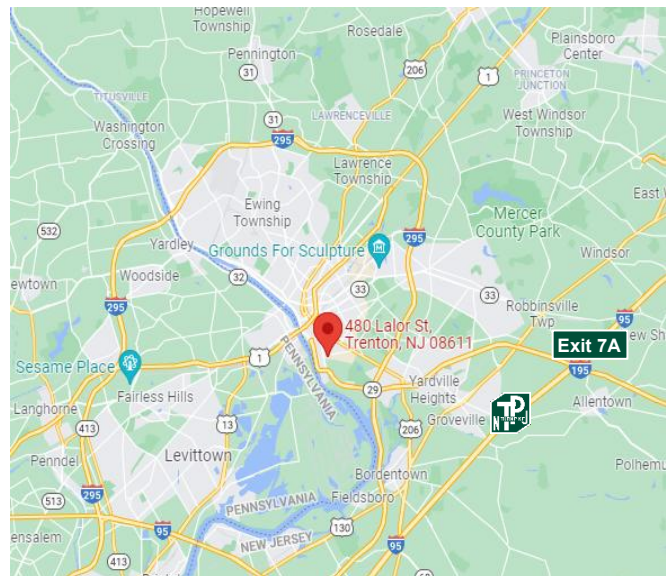 Hopewell
Township
Rosedale
Plainsboro
Center
Pennington
31
206
1
PRINCETON
JUNCTION
TITUSVILLE
LAWRENCEVILLE
31
West Windsor
Township
Washington
Crossing
295
Lawrence
Township
Ewing
Township
East W
Mercer
County Park
532
Yardley
Grounds For Sculpture
295
Windsor
Newtown
Woodside
32
33
33
95
295
Robbinsville
Twp
480 Lalor St,
Trenton, NJ 08611
New Sh
Exit 7A
Sesame Place
1
PENNSYLVANIA
195
Fairless Hills
29
Yardville
Heights
Allentown
Langhorne
413
13
206
Groveville
Levittown
Penndel
Bordentown
Polhemu
295
513
PENNSYLVANIA
Fieldsboro
95
130
NEW JERSEY
ensalem
413
95